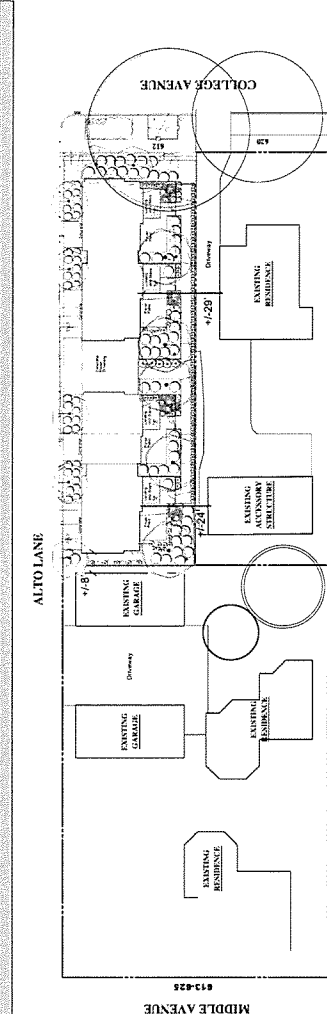 COLLEGE AVENUE
612
620
Driveway
EXISTING
RESIDENCE
+/-29'
ALTO LANE
+/-24'
EXISTING
ACCESSORY
STRUCTURE
+/-8'
EXISTING
GARAGE
Driveway
EXISTING
GARAGE
EXISTING
RESIDENCE
EXISTING
RESIDENCE
613-625
MIDDLE AVENUE